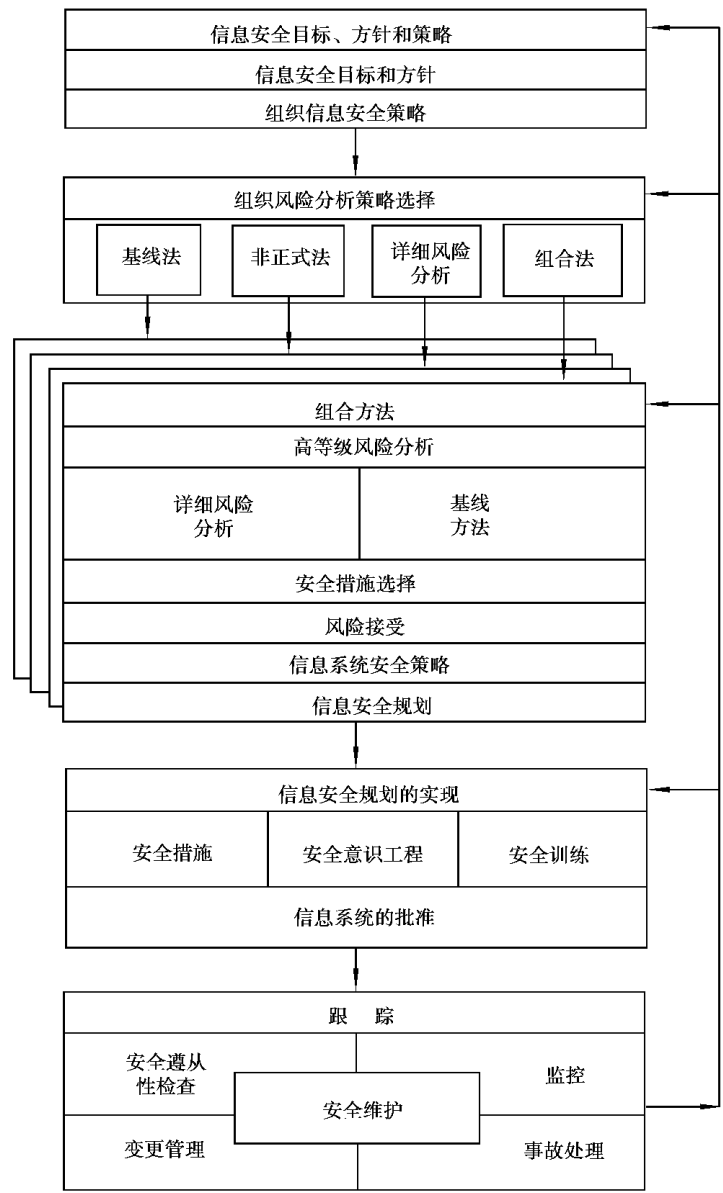 信息安全目标、方针和策略
信息安全目标和方针
组织信息安全策略
组织风险分析策略选择
基线法
非正式法
详细风险
分析
组合法
组合方法
高等级风险分析
详细风险
分析
基线
方法
安全措施选择
风险接受
信息系统安全策略
信息安全规划
信息安全规划的实现
安全措施
安全意识工程
安全训练
信息系统的批准
跟 踪
安全遵从
性检查
监控
安全维护
变更管理
事故处理